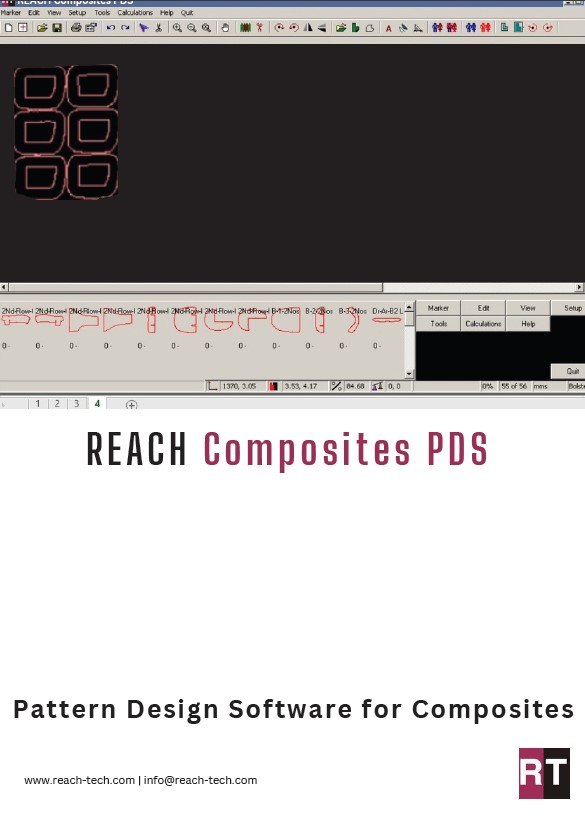 REACH Composites PDS
Marker Edit View Setup Tools Calculations Help Quit
2Nd-Row-I 2Nd-Row-I 2Nd-Row-I 2Nd-Row-I 2Nd-Row-I 2Nd-Row-I 2Nd-Row-I 2Nd-Row-I B-1-2Nos B-2-2Nos B-3-2Nos Dr-Ar-B2 L
0 - 0 - 0 - 0 - 0 - 0 - 0 - 0 - 0 - 0 - 0 - 0 -
Marker Edit View Setup
Tools Calculations Help
Quit
1370, 3.05 3.53, 4.17 84.68 0, 0 0% 55 of 56 mms Bolste
1 2 3 4
REACH Composites PDS
Pattern Design Software for Composites
www.reach-tech.com | info@reach-tech.com
RT